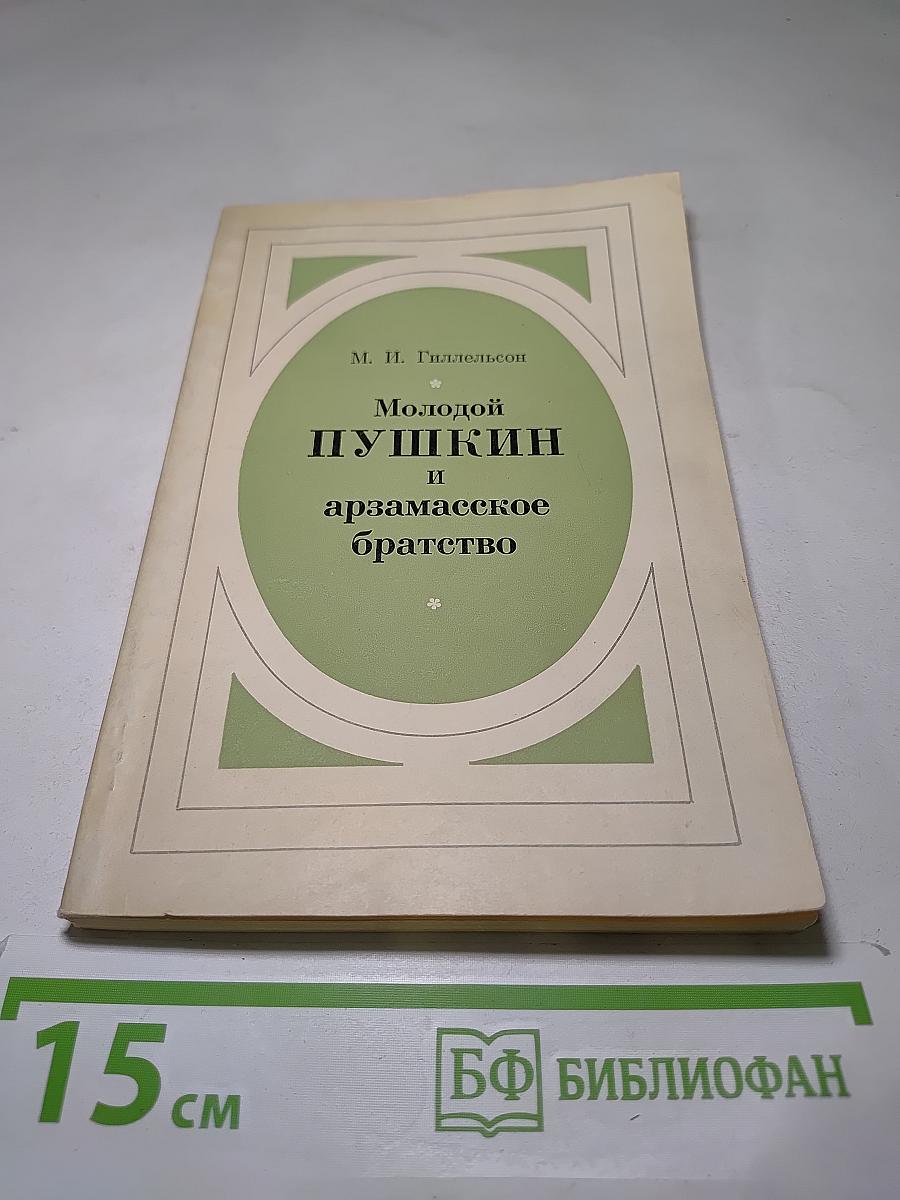 М. И. Гиллельсон
Молодой
ПУШКИН
и
арзамасское
братство
15 см
БФ БИБЛИОФАН